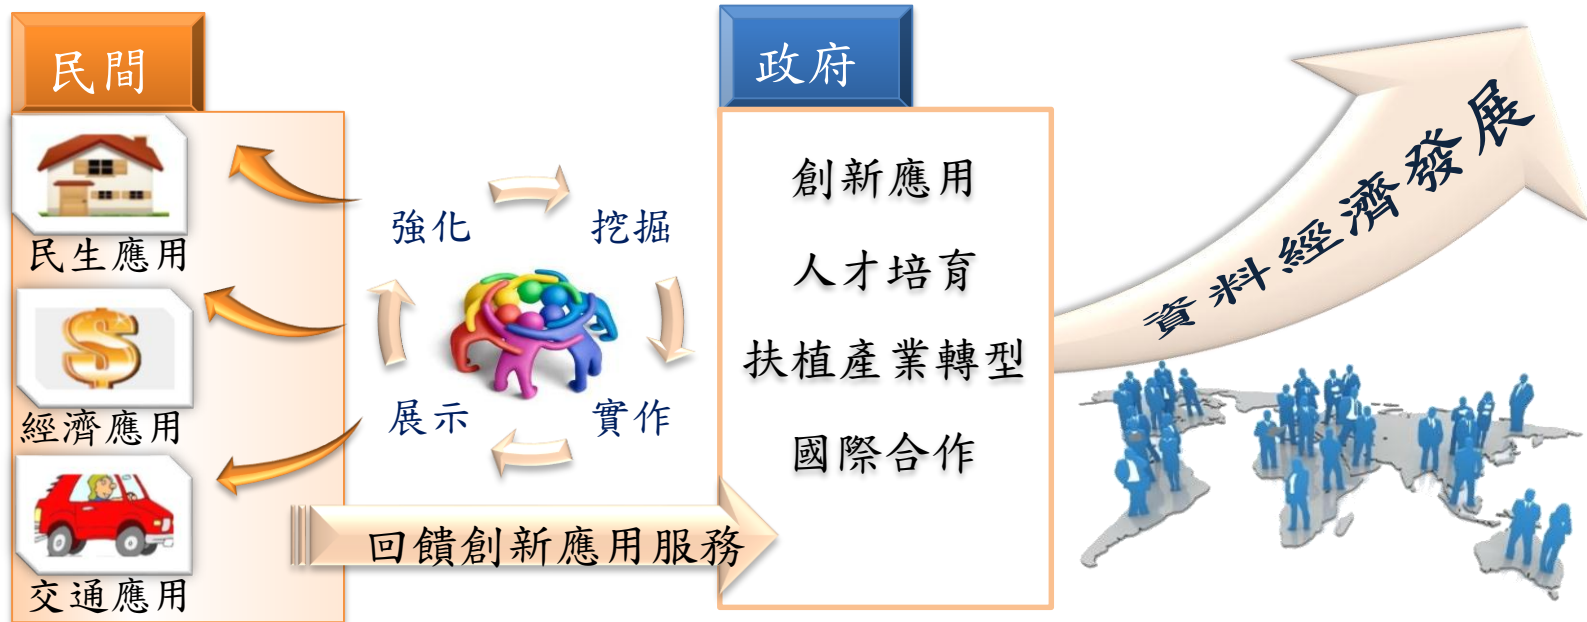 民間
民生應用
經濟應用
交通應用
強化
挖掘
展示
實作
回饋創新應用服務
政府
創新應用
人才培育
扶植產業轉型
國際合作
資料經濟發展